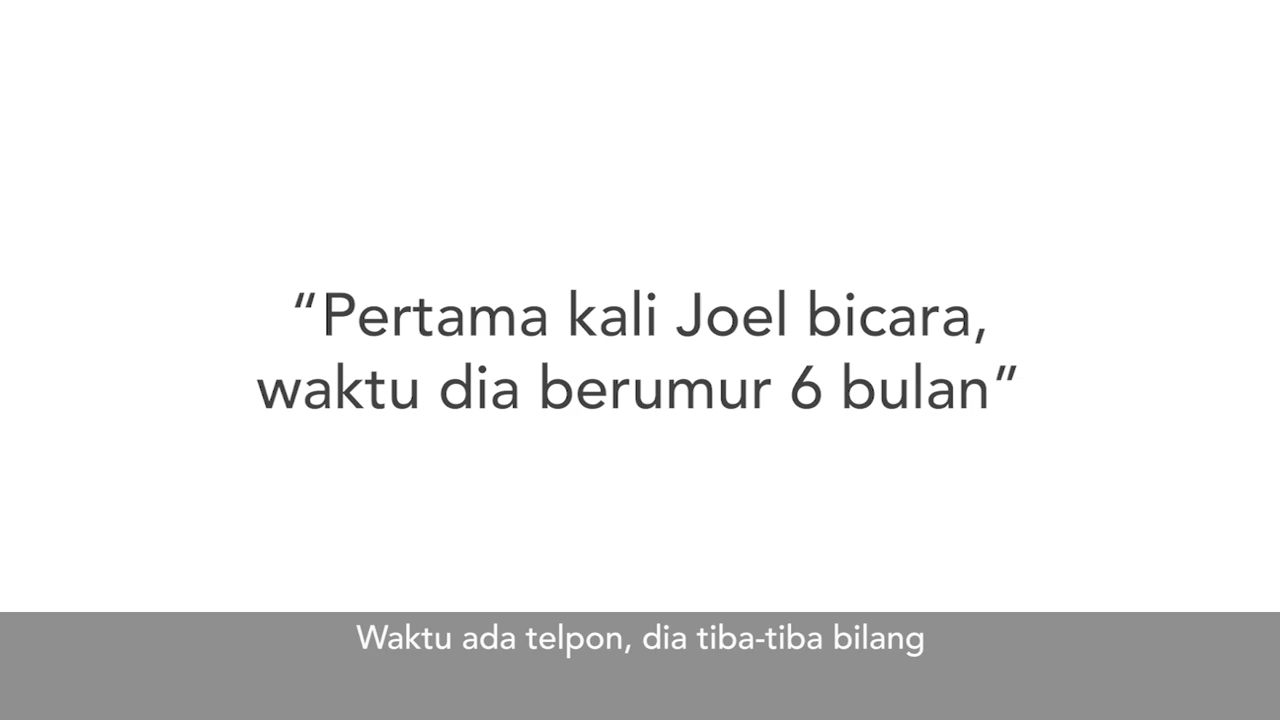 “Pertama kali Joel bicara,
waktu dia berumur 6 bulan”
Waktu ada telpon, dia tiba-tiba bilang